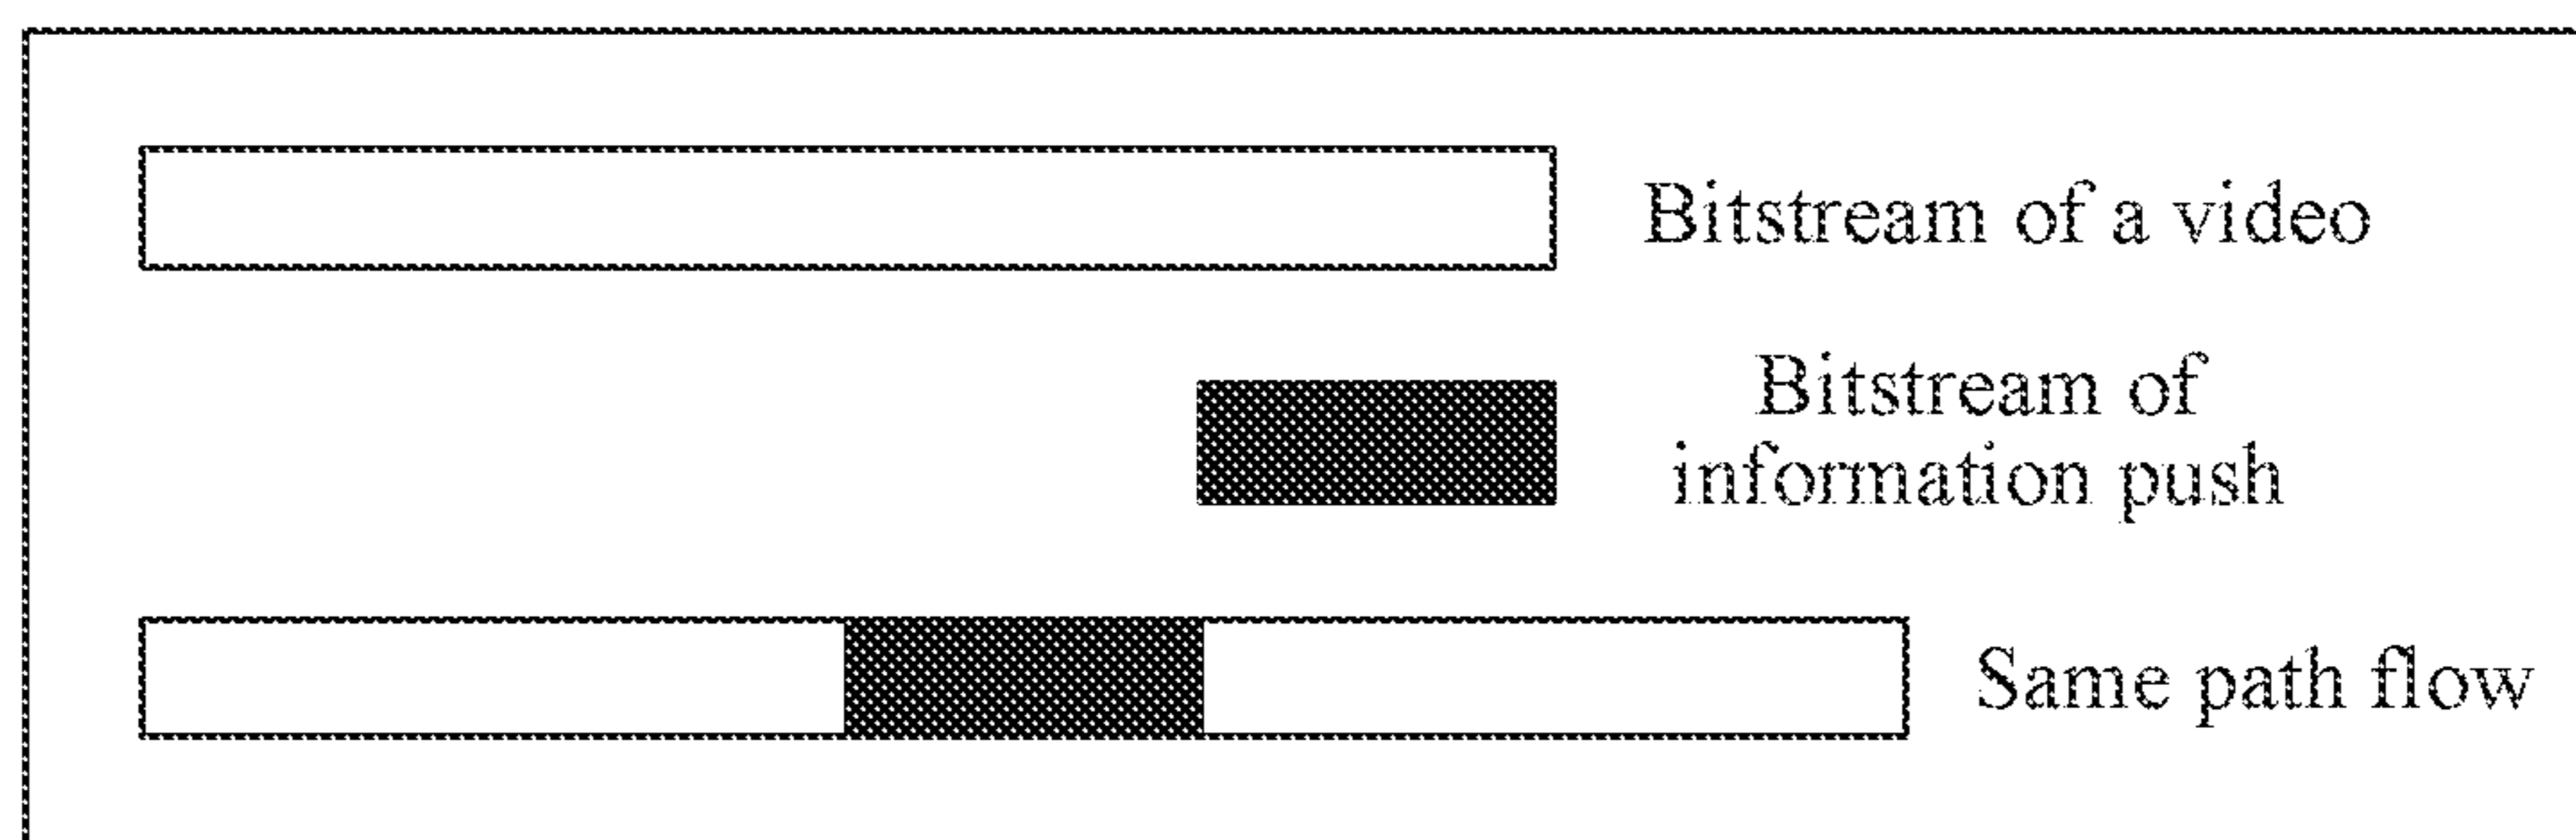 Bitstream of a video
Bitstream of
information push
Same path flow